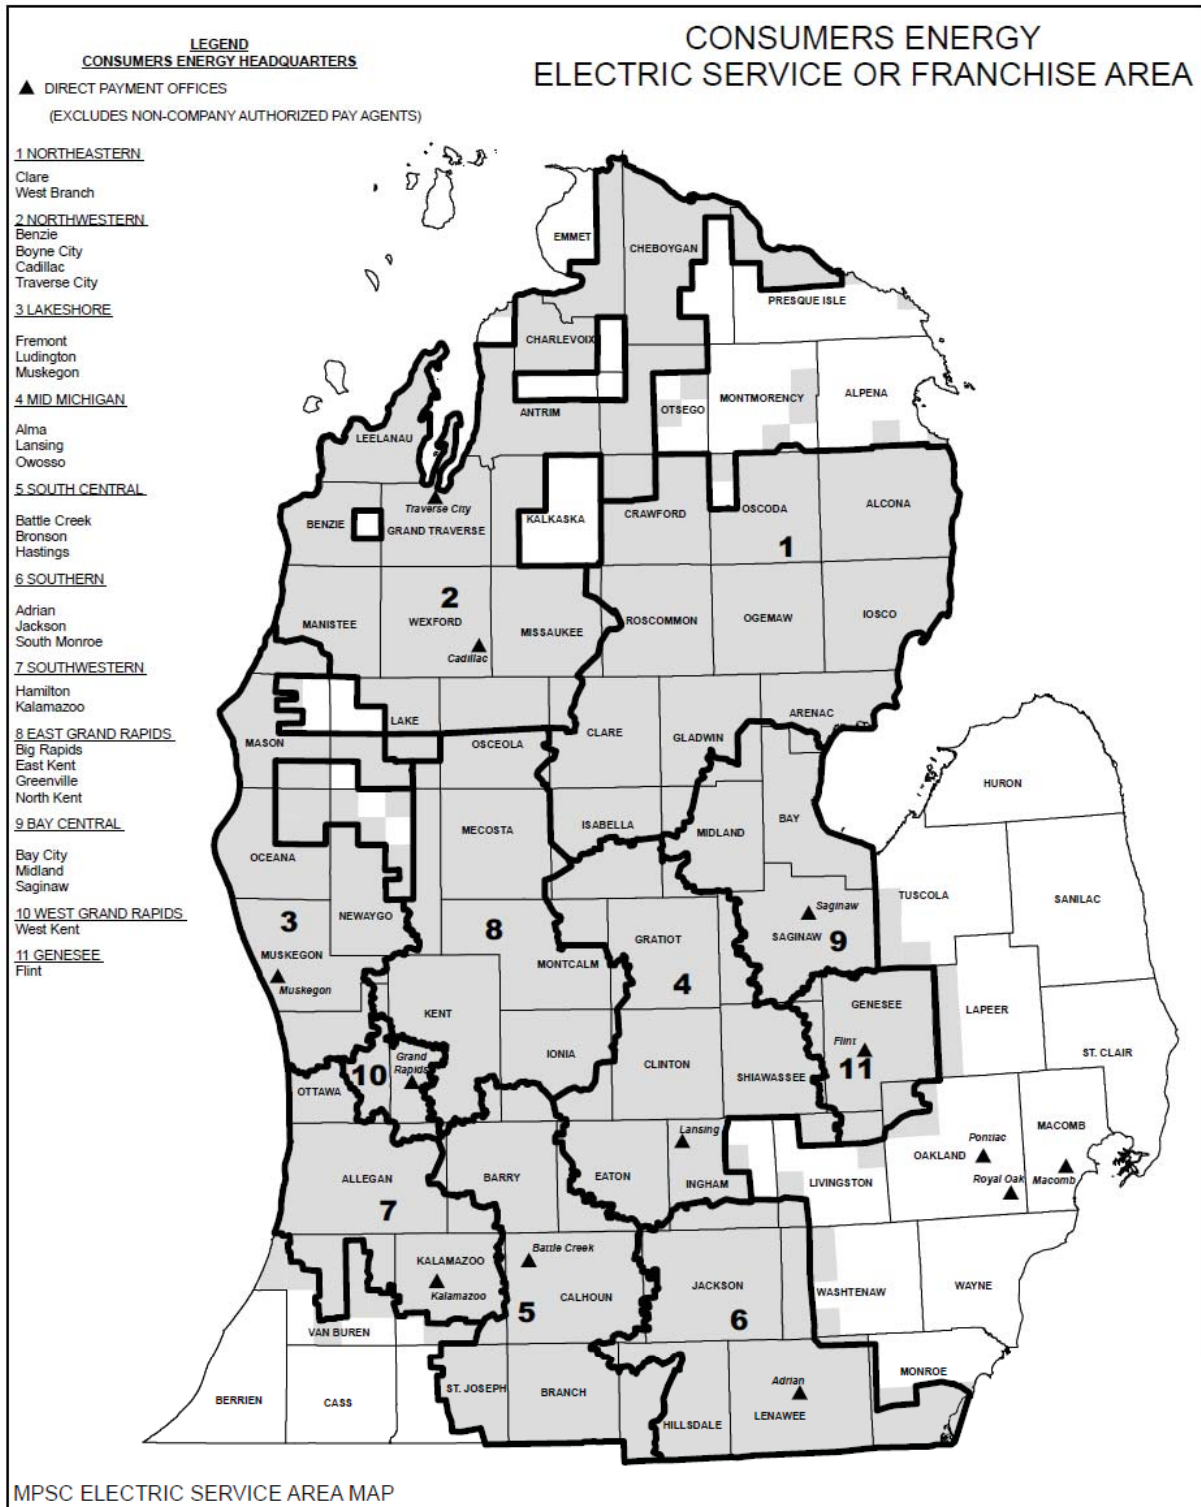 CONSUMERS ENERGY
ELECTRIC SERVICE OR FRANCHISE AREA
LEGEND
CONSUMERS ENERGY HEADQUARTERS
DIRECT PAYMENT OFFICES
(EXCLUDES NON-COMPANY AUTHORIZED PAY AGENTS)
1 NORTHEASTERN
Clare
West Branch
2 NORTHWESTERN
Benzie
Boyne City
Cadillac
Traverse City
3 LAKESHORE
Fremont
Ludington
Muskegon
4 MID MICHIGAN
Alma
Lansing
Owosso
5 SOUTH CENTRAL
Battle Creek
Bronson
Hastings
6 SOUTHERN
Adrian
Jackson
South Monroe
7 SOUTHWESTERN
Hamilton
Kalamazoo
8 EAST GRAND RAPIDS
Big Rapids
East Kent
Greenville
North Kent
9 BAY CENTRAL
Bay City
Midland
Saginaw
10 WEST GRAND RAPIDS
West Kent
11 GENESEE
Flint
EMMET
CHEBOYGAN
PRESQUE ISLE
CHARLEVOIX
ANTRIM
OTSEGO
MONTMORENCY
ALPENA
LEELANAU
BENZIE
Traverse City
GRAND TRAVERSE
KALKASKA
CRAWFORD
OSCODA
ALCONA
1
2
MANISTEE
WEXFORD
Cadillac
MISSAUKEE
ROSCOMMON
OGEMAW
IOSCO
MASON
LAKE
OSCEOLA
CLARE
GLADWIN
ARENAC
HURON
OCEANA
MECOSTA
ISABELLA
MIDLAND
BAY
NEWAYGO
TUSCOLA
SANILAC
3
MUSKEGON
Muskegon
8
MONTCALM
GRATIOT
4
Saginaw
SAGINAW
9
KENT
IONIA
CLINTON
SHIAWASSEE
GENESEE
Flint
11
LAPEER
ST. CLAIR
OTTAWA
10
Grand
Rapids
ALLEGAN
7
BARRY
EATON
Lansing
INGHAM
LIVINGSTON
OAKLAND
Pontiac
Royal Oak
MACOMB
Macomb
KALAMAZOO
Kalamazoo
Battle Creek
CALHOUN
5
JACKSON
6
WASHTENAW
WAYNE
VAN BUREN
BERRIEN
CASS
ST. JOSEPH
BRANCH
HILLSDALE
Adrian
LENAWEE
MONROE
MPSC ELECTRIC SERVICE AREA MAP